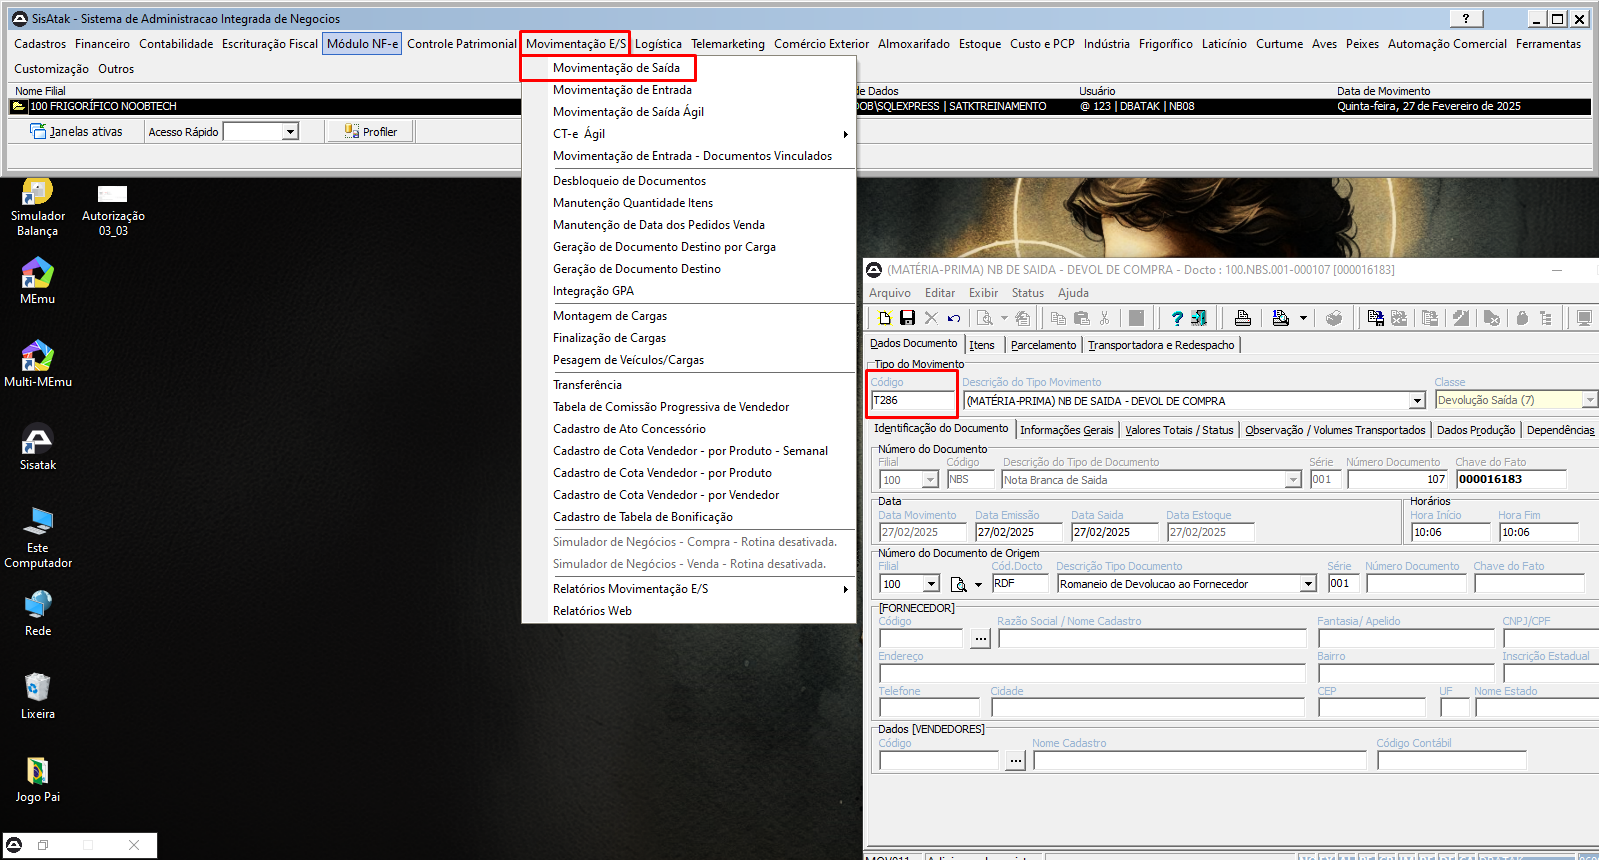 SisAtak - Sistema de Administracao Integrada de Negocios
Cadastros Financeiro Contabilidade Escrituração Fiscal Módulo NF-e Controle Patrimonial Movimentação E/S Logística Telemarketing Comércio Exterior Almoxarifado Estoque Custo e PCP Indústria Frigorífico Laticínio Curtume Aves Peixes Automação Comercial Ferramentas
Customização Outros
Nome Filial de Dados Usuário Data de Movimento
100 FRIGORÍFICO NOOBTECH OOB\SQLEXPRESS | SATKTREINAMENTO @ 123 | DBATAK | NB08 Quinta-feira, 27 de Fevereiro de 2025
Janelas ativas Acesso Rápido Profiler
Movimentação de Saída
Movimentação de Entrada
Movimentação de Saída Ágil
CT-e Ágil
Movimentação de Entrada - Documentos Vinculados
Desbloqueio de Documentos
Manutenção Quantidade Itens
Manutenção de Data dos Pedidos Venda
Geração de Documento Destino por Carga
Geração de Documento Destino
Integração GPA
Montagem de Cargas
Finalização de Cargas
Pesagem de Veículos/Cargas
Transferência
Tabela de Comissão Progressiva de Vendedor
Cadastro de Ato Concessório
Cadastro de Cota Vendedor - por Produto - Semanal
Cadastro de Cota Vendedor - por Produto
Cadastro de Cota Vendedor - por Vendedor
Cadastro de Tabela de Bonificação
Simulador de Negócios - Compra - Rotina desativada.
Simulador de Negócios - Venda - Rotina desativada.
Relatórios Movimentação E/S
Relatórios Web
Simulador
Balança
Autorização
03_03
MEmu
Multi-MEmu
Sisatak
Este
Computador
Rede
Lixeira
Jogo Pai
(MATÉRIA-PRIMA) NB DE SAIDA - DEVOL DE COMPRA - Docto : 100.NBS.001-000107 [000016183]
Arquivo Editar Exibir Status Ajuda
Dados Documento Itens Parcelamento Transportadora e Redespacho
Tipo do Movimento
Código Descrição do Tipo Movimento Classe
T286 (MATÉRIA-PRIMA) NB DE SAIDA - DEVOL DE COMPRA Devolução Saída (7)
Identificação do Documento Informações Gerais Valores Totais / Status Observação / Volumes Transportados Dados Produção Dependências
Número do Documento
Filial Código Descrição do Tipo de Documento Série Número Documento Chave do Fato
100 NBS Nota Branca de Saida 001 107 000016183
Data Horários
Data Movimento Data Emissão Data Saida Data Estoque Hora Início Hora Fim
27/02/2025 27/02/2025 27/02/2025 27/02/2025 10:06 10:06
Número do Documento de Origem
Filial Cód.Docto Descrição Tipo Documento Série Número Documento Chave do Fato
100 RDF Romaneio de Devolucao ao Fornecedor 001
[FORNECEDOR]
Código Razão Social / Nome Cadastro Fantasia/ Apelido CNPJ/CPF
Endereço Bairro Inscrição Estadual
Telefone Cidade CEP UF Nome Estado
Dados [VENDEDORES]
Código Nome Cadastro Código Contábil